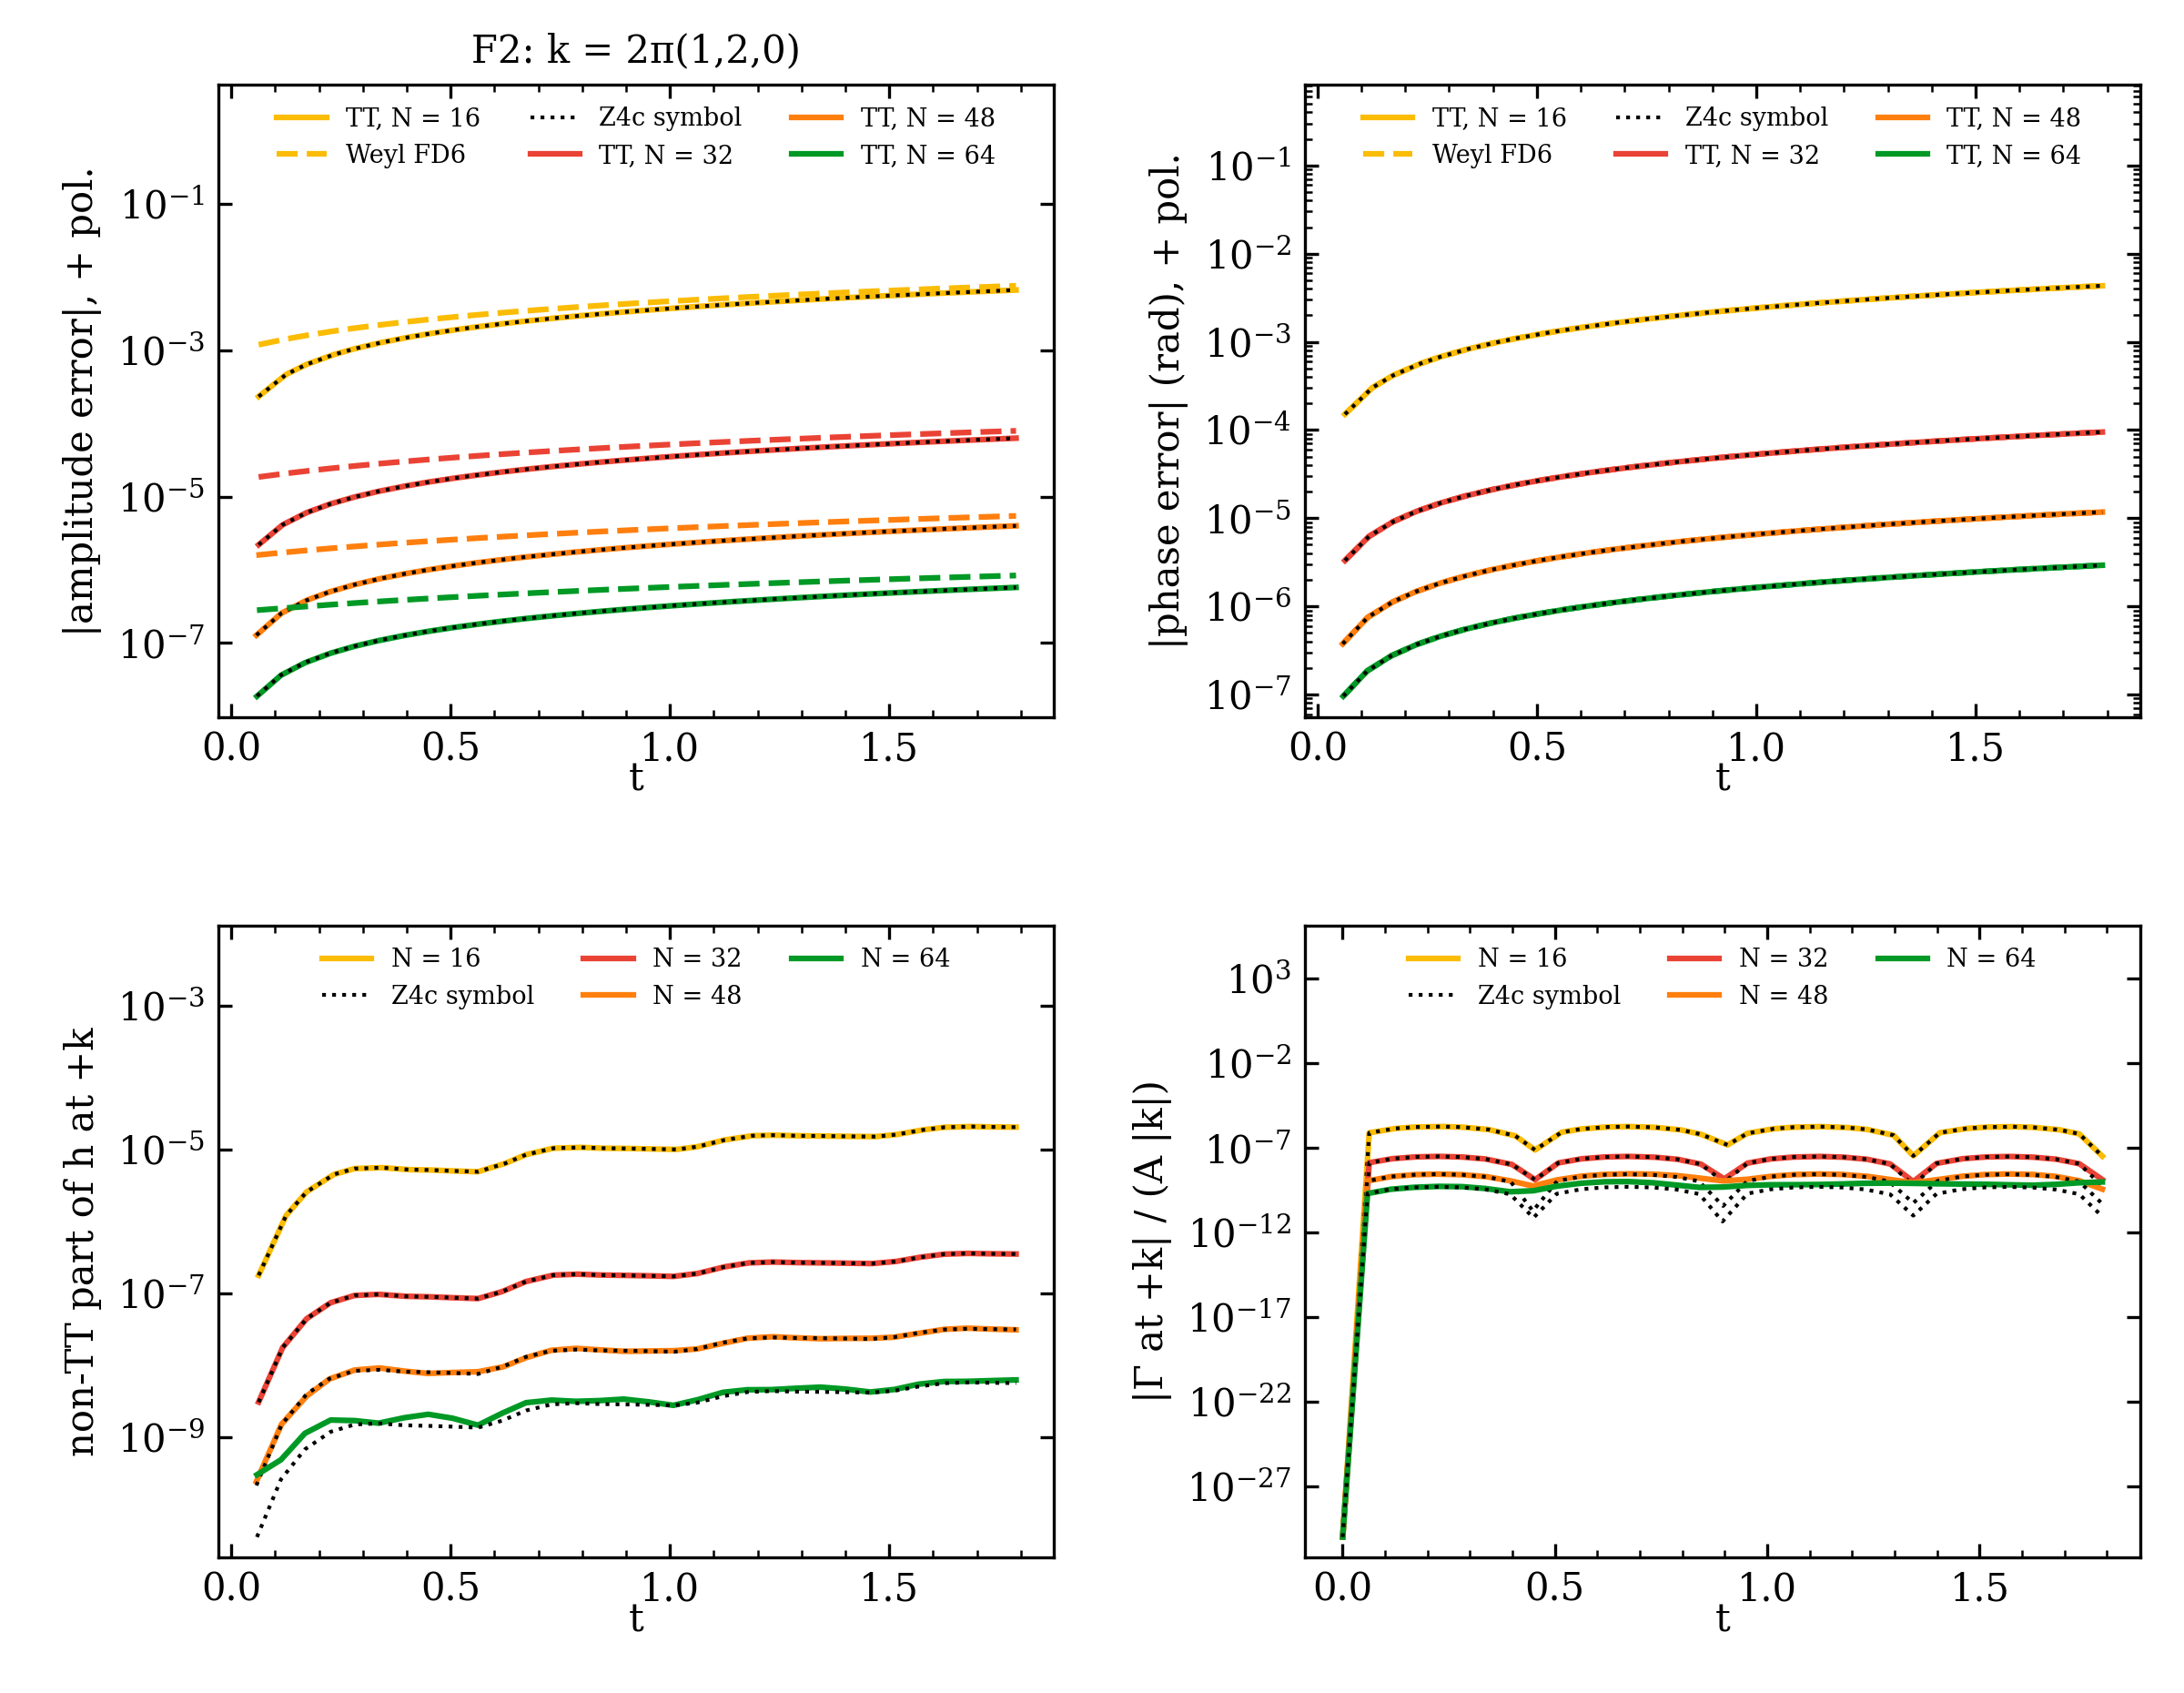 F2: k = 2π(1,2,0)
|amplitude error|, + pol.
TT, N = 16
Weyl FD6
Z4c symbol
TT, N = 32
TT, N = 48
TT, N = 64
10⁻¹
10⁻³
10⁻⁵
10⁻⁷
0.0 0.5 1.0 1.5
t
|phase error| (rad), + pol.
TT, N = 16
Weyl FD6
Z4c symbol
TT, N = 32
TT, N = 48
TT, N = 64
10⁻¹
10⁻²
10⁻³
10⁻⁴
10⁻⁵
10⁻⁶
10⁻⁷
0.0 0.5 1.0 1.5
t
non-TT part of h at +k
N = 16
Z4c symbol
N = 32
N = 48
N = 64
10⁻³
10⁻⁵
10⁻⁷
10⁻⁹
0.0 0.5 1.0 1.5
t
|Γ at +k| / (A |k|)
N = 16
Z4c symbol
N = 32
N = 48
N = 64
10³
10⁻²
10⁻⁷
10⁻¹²
10⁻¹⁷
10⁻²²
10⁻²⁷
0.0 0.5 1.0 1.5
t